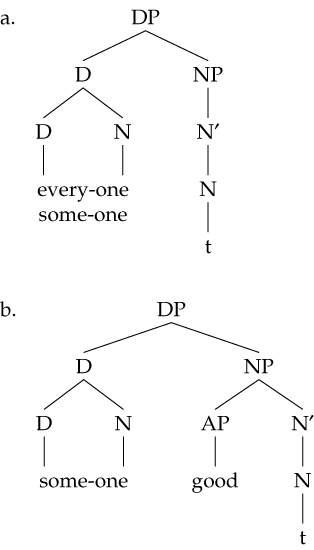 a. DP
D NP
D N N′
every-one N
some-one
t
b. DP
D NP
D N AP N′
some-one good N
t